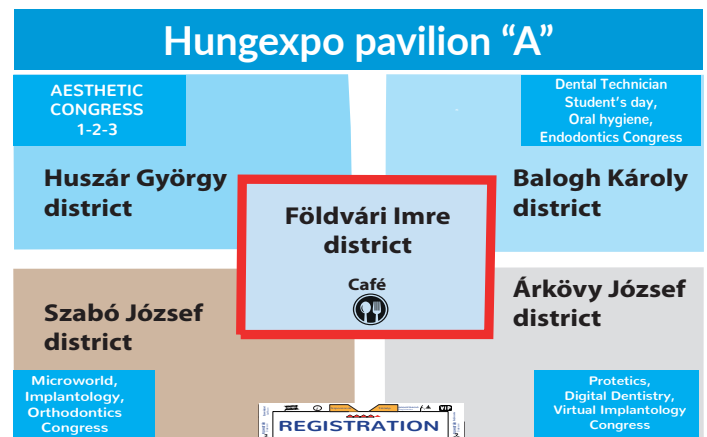 Hungexpo pavilion “A”
AESTHETIC
CONGRESS
1-2-3
Dental Technician
Student’s day,
Oral hygiene,
Endodontics Congress
Huszár György
district
Balogh Károly
district
Földvári Imre
district
Café
Szabó József
district
Árkövy József
district
Microworld,
Implantology,
Orthodontics
Congress
Protetics,
Digital Dentistry,
Virtual Implantology
Congress
VIP
REGISTRATION